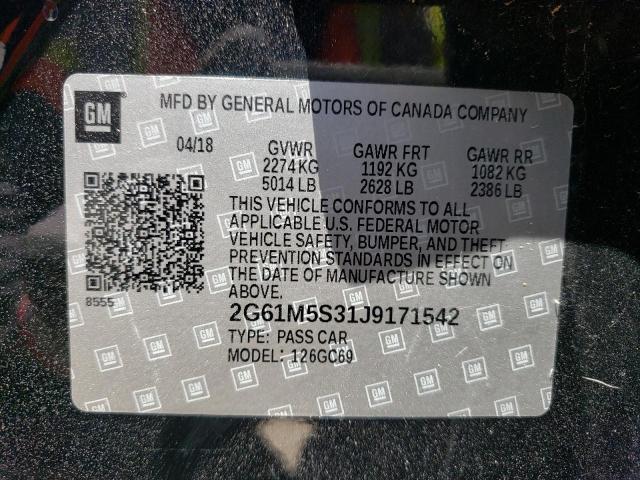 GM
MFD BY GENERAL MOTORS OF CANADA COMPANY
04/18 GVWR GAWR FRT GAWR RR
2274 KG 1192 KG 1082 KG
5014 LB 2628 LB 2386 LB
THIS VEHICLE CONFORMS TO ALL
APPLICABLE U.S. FEDERAL MOTOR
VEHICLE SAFETY, BUMPER, AND THEFT
PREVENTION STANDARDS IN EFFECT ON
THE DATE OF MANUFACTURE SHOWN
ABOVE.
8555
2G61M5S31J9171542
TYPE: PASS CAR
MODEL: 126GC69